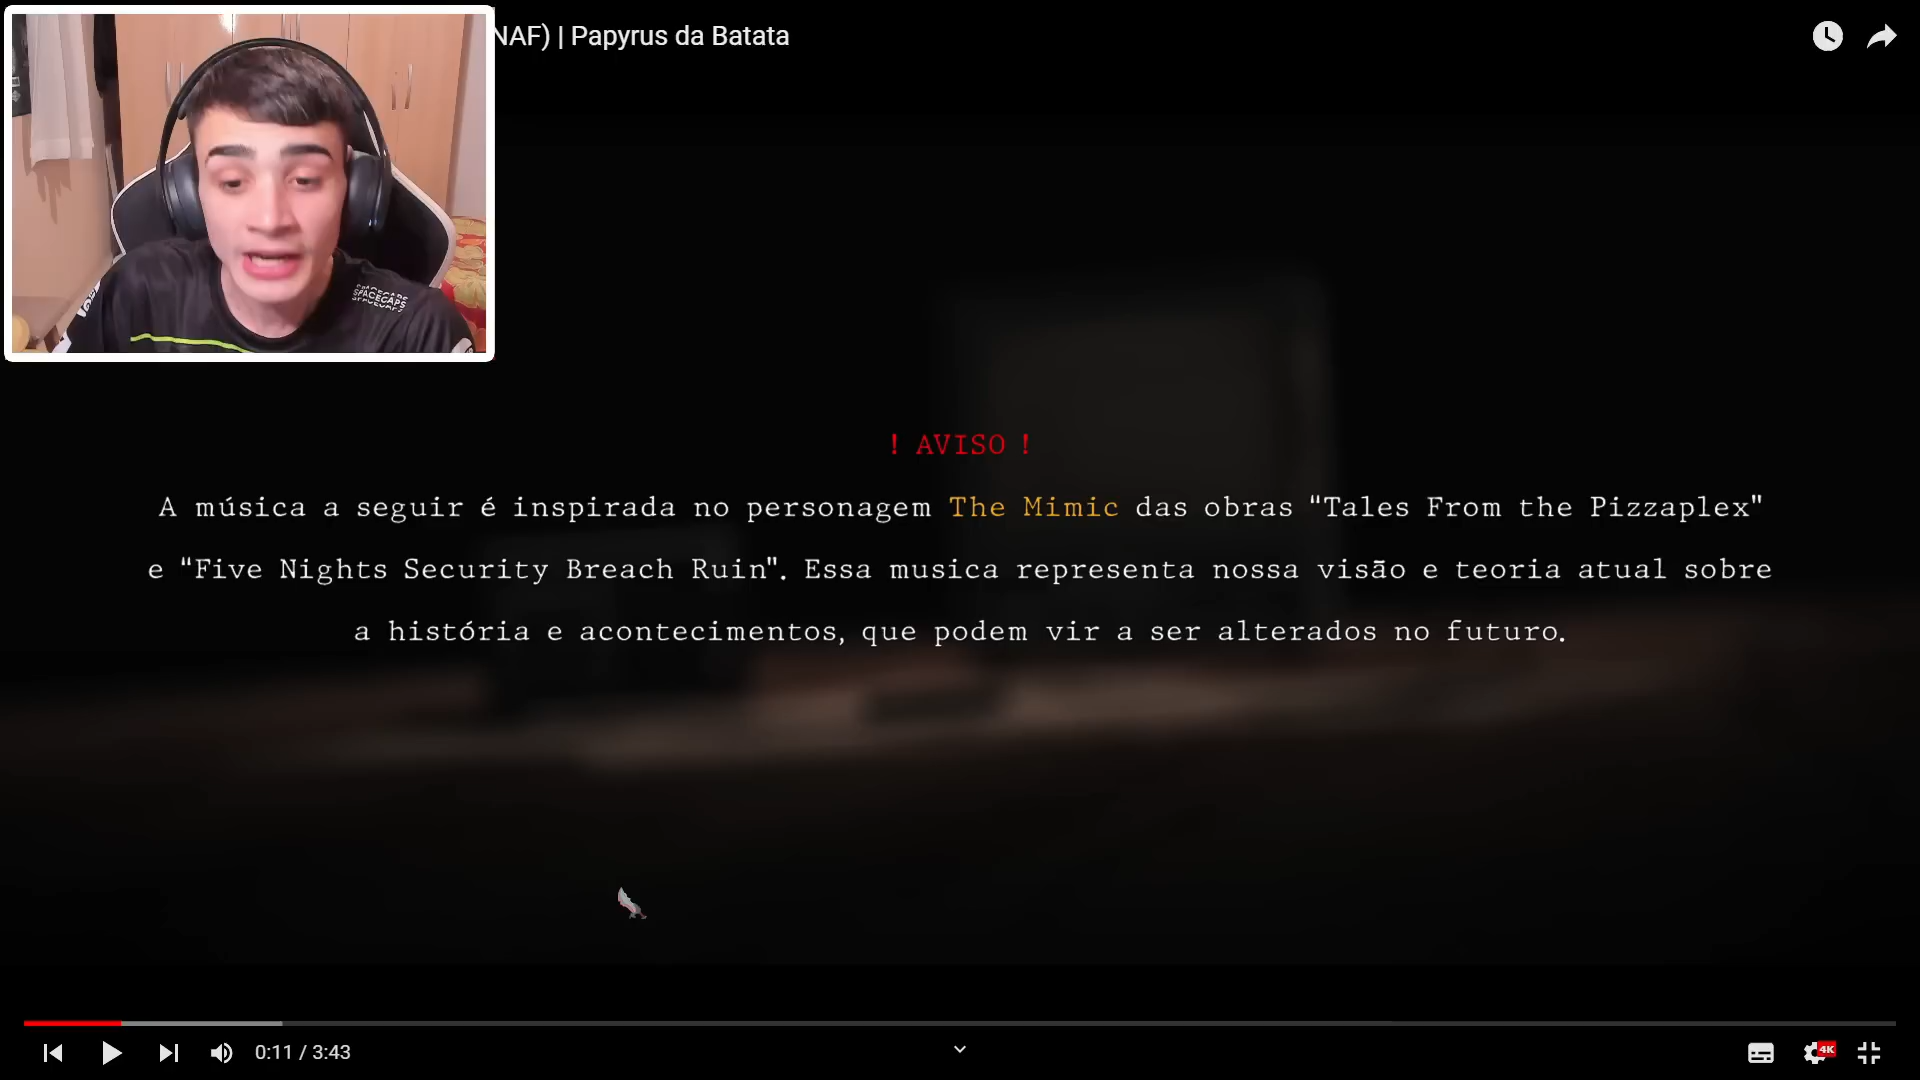 NAF) | Papyrus da Batata
SPACECAPS
! AVISO !
A música a seguir é inspirada no personagem The Mimic das obras “Tales From the Pizzaplex"
e “Five Nights Security Breach Ruin". Essa musica representa nossa visão e teoria atual sobre
a história e acontecimentos, que podem vir a ser alterados no futuro.
0:11 / 3:43
4K